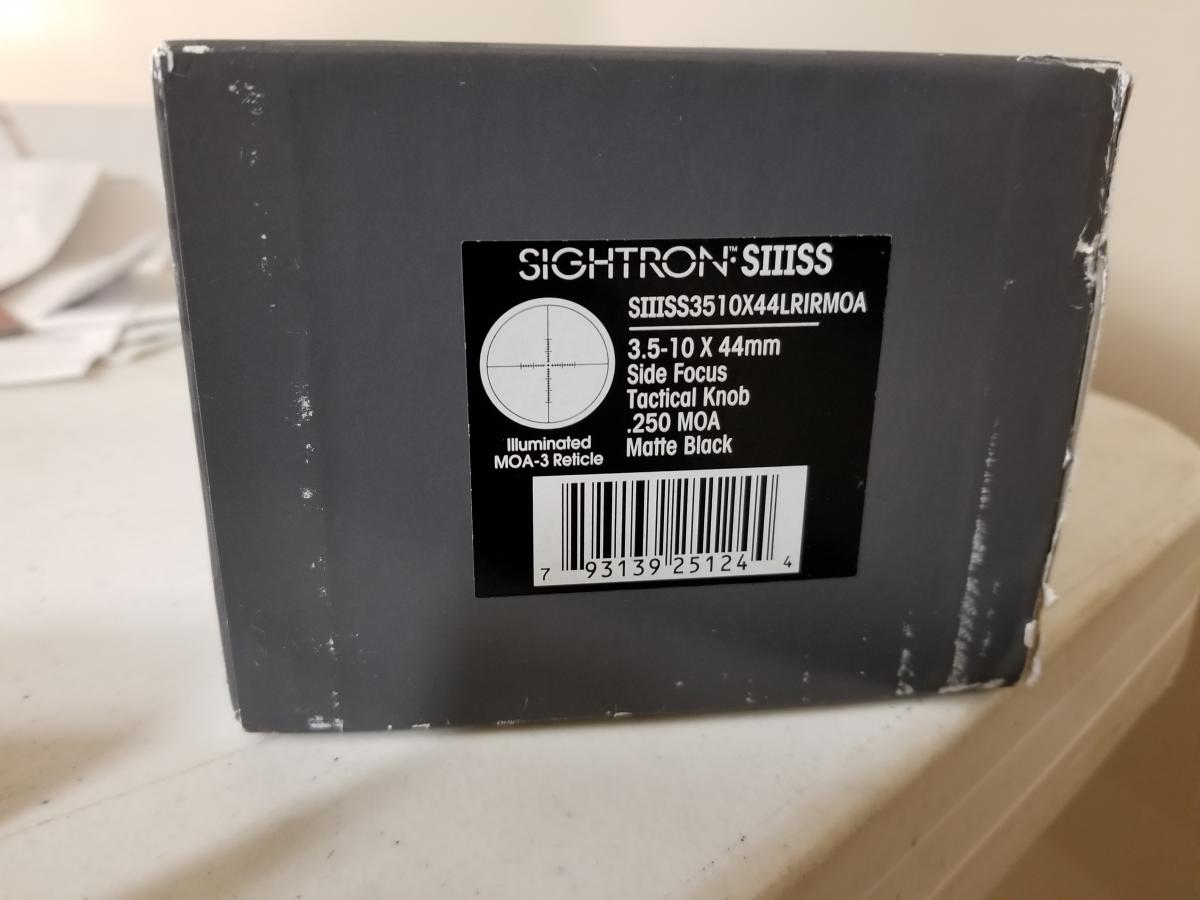 SIGHTRON™ SIIISS
SIIISS3510X44LRIRMOA
3.5-10 X 44mm
Side Focus
Tactical Knob
.250 MOA
Matte Black
Illuminated
MOA-3 Reticle
7 93139 25124 4